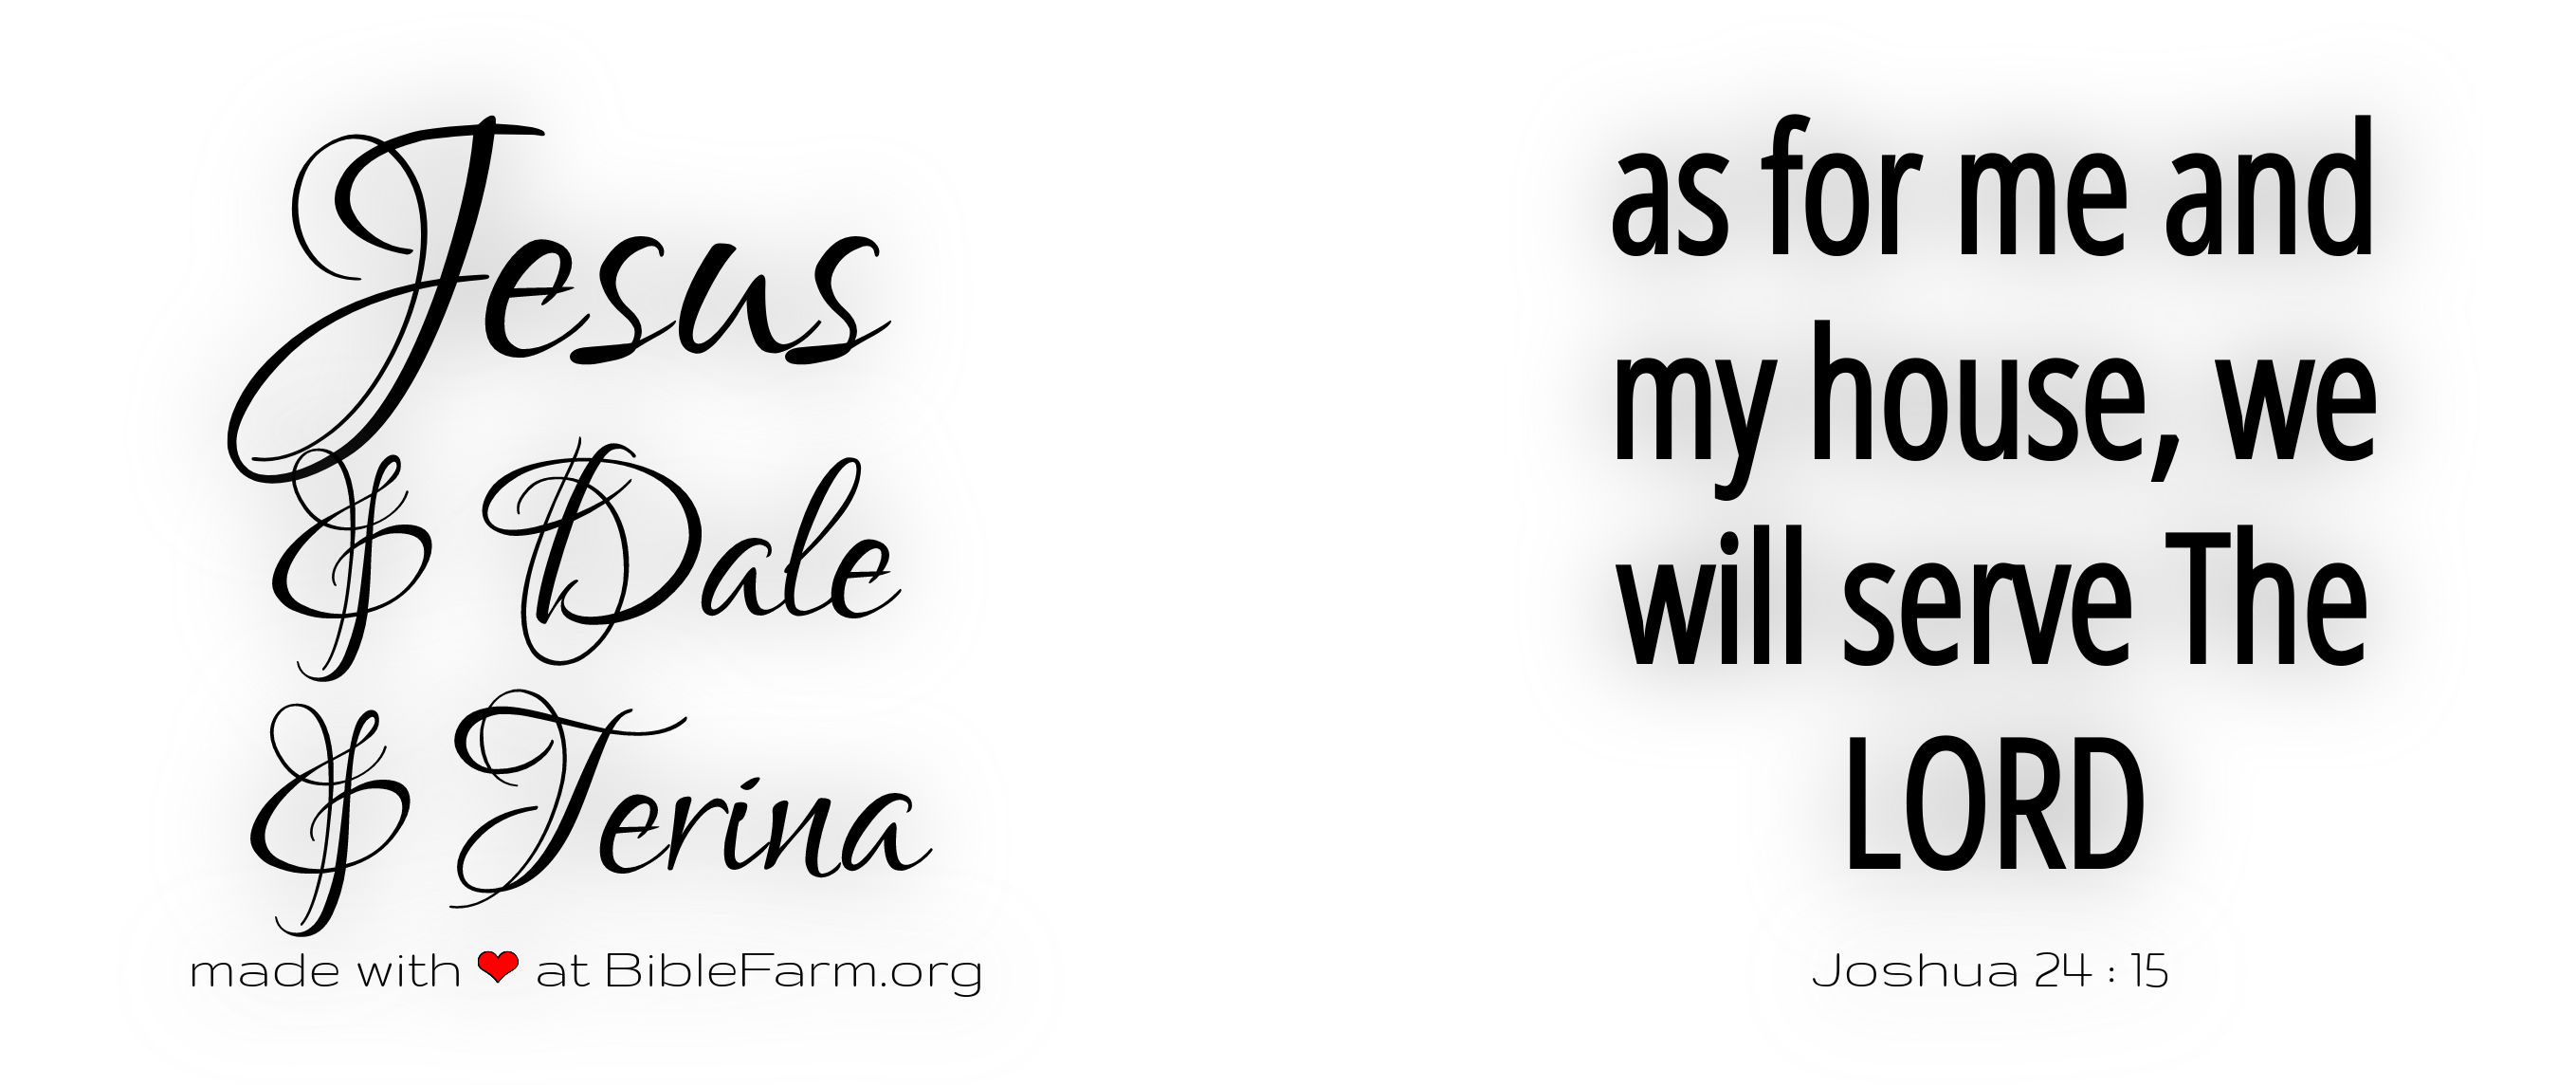 Jesus
& Dale
& Terina
made with ❤ at BibleFarm.org
as for me and
my house, we
will serve The
LORD
Joshua 24 : 15